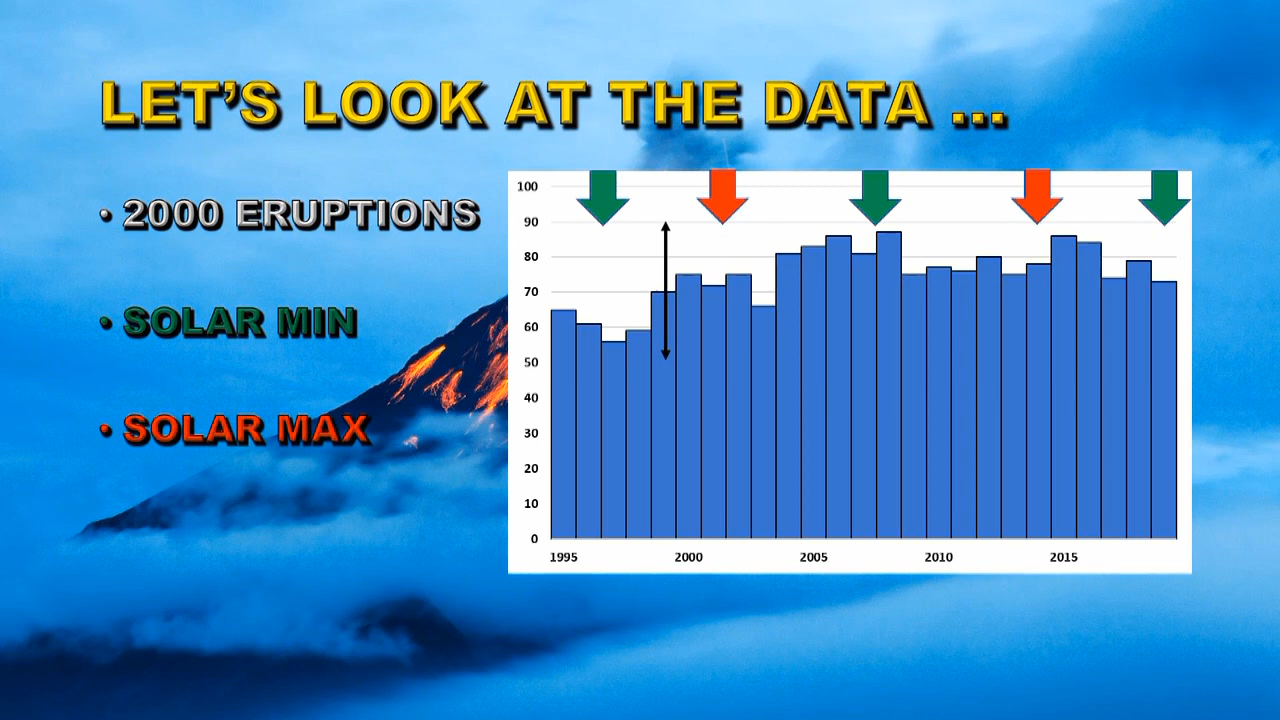 LET'S LOOK AT THE DATA ...
• 2000 ERUPTIONS
• SOLAR MIN
• SOLAR MAX
100
90
80
70
60
50
40
30
20
10
0
1995 2000 2005 2010 2015